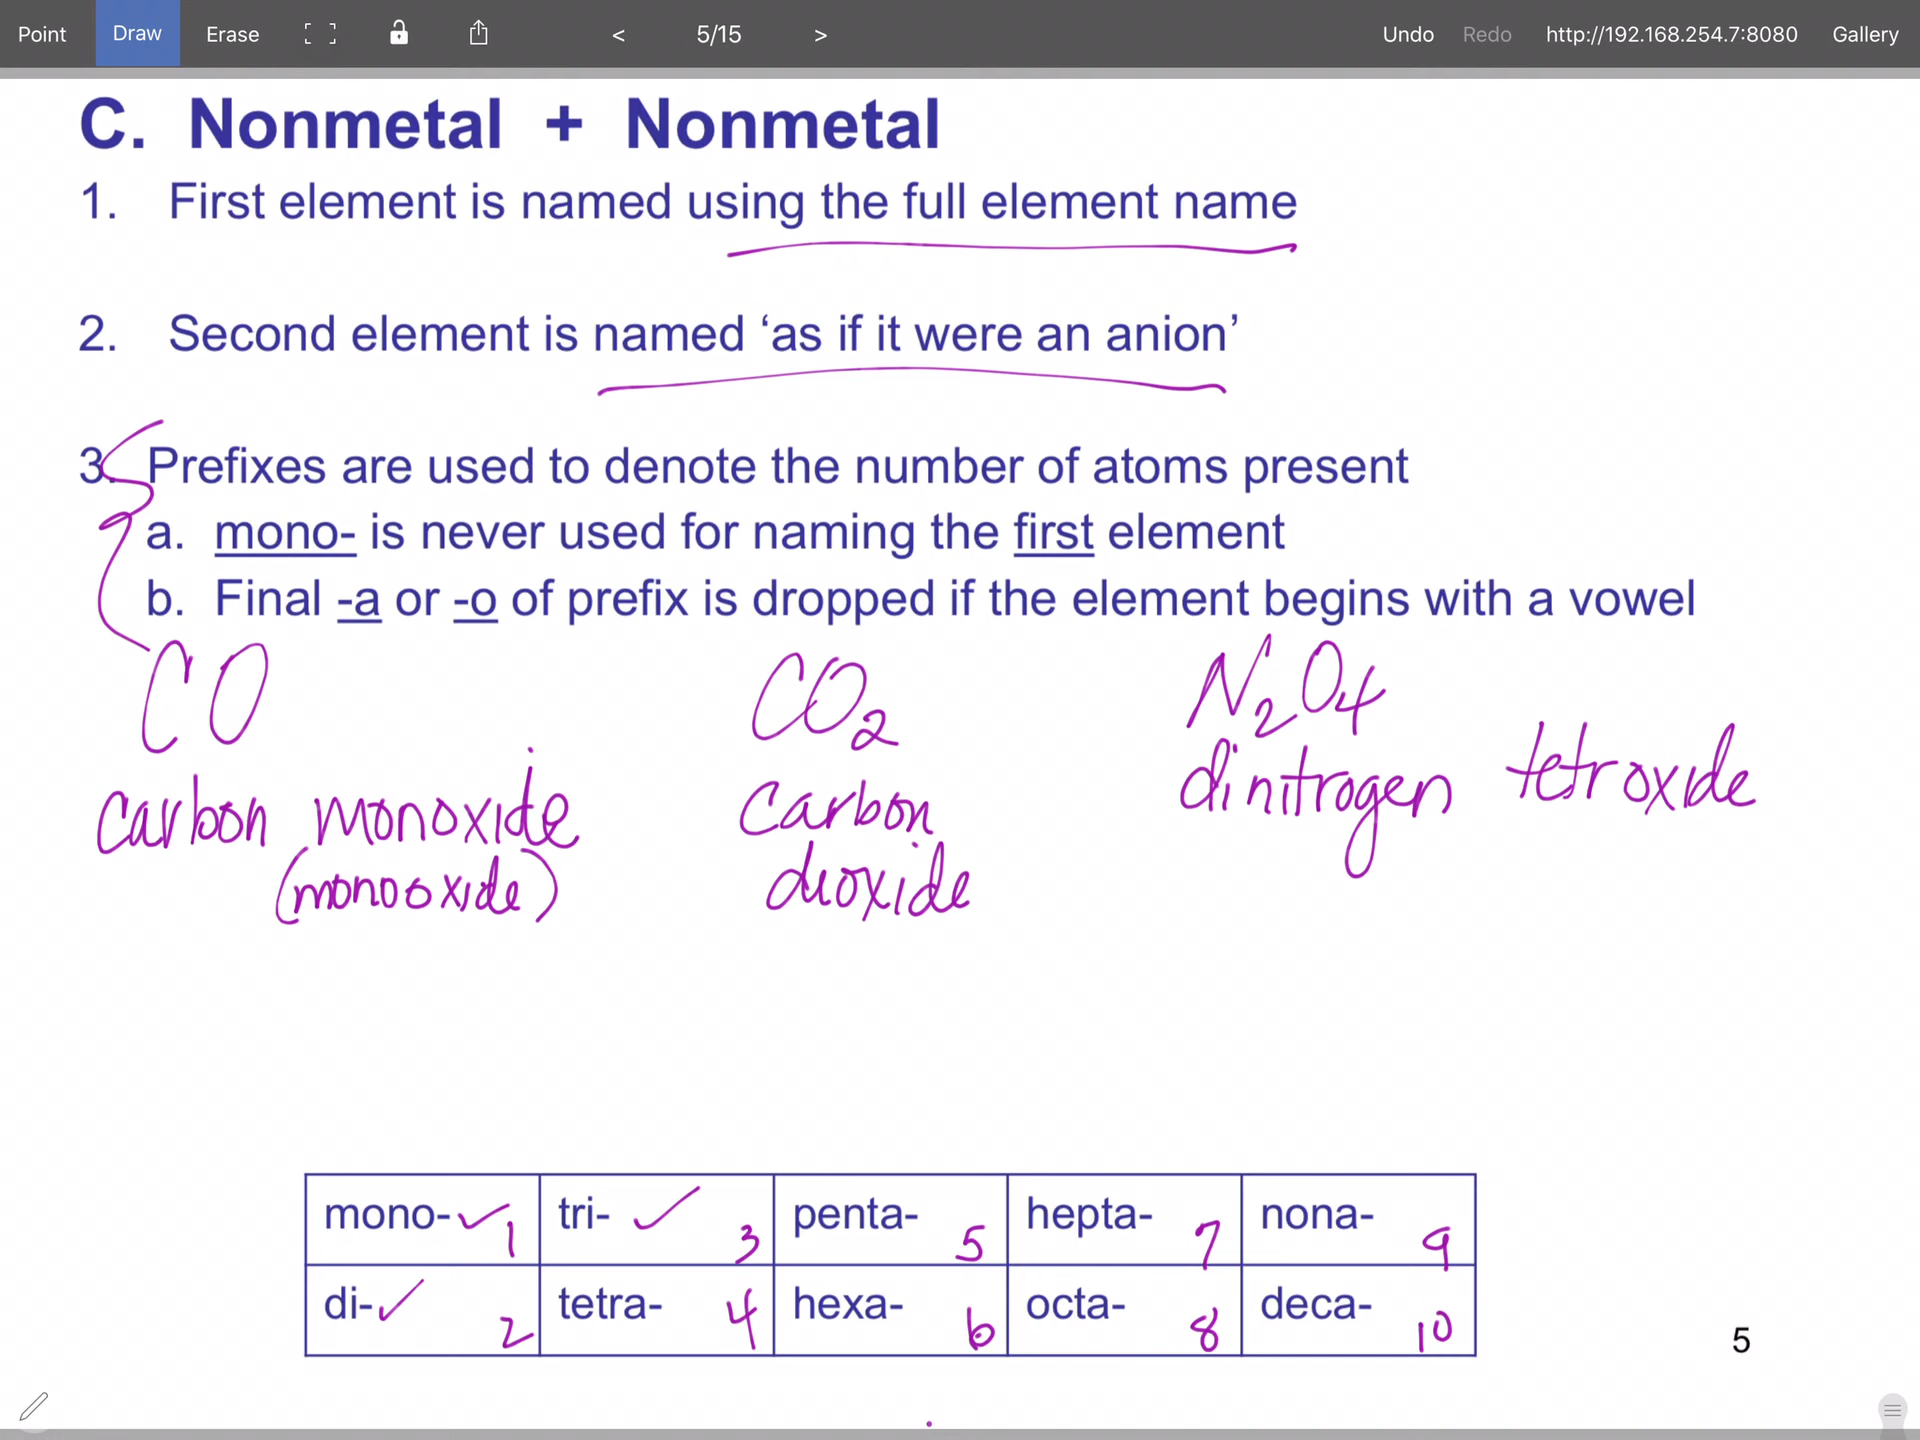 Point Draw Erase < 5/15 > Undo Redo http://192.168.254.7:8080 Gallery
C. Nonmetal + Nonmetal
1. First element is named using the full element name
2. Second element is named ‘as if it were an anion’
3. Prefixes are used to denote the number of atoms present
a. mono- is never used for naming the first element
b. Final -a or -o of prefix is dropped if the element begins with a vowel
CO CO₂ N₂O₄
carbon monoxide carbon dinitrogen tetroxide
(monooxide) dioxide
mono- ✓ 1 tri- ✓ 3 penta- 5 hepta- 7 nona- 9
di- ✓ 2 tetra- 4 hexa- 6 octa- 8 deca- 10
5